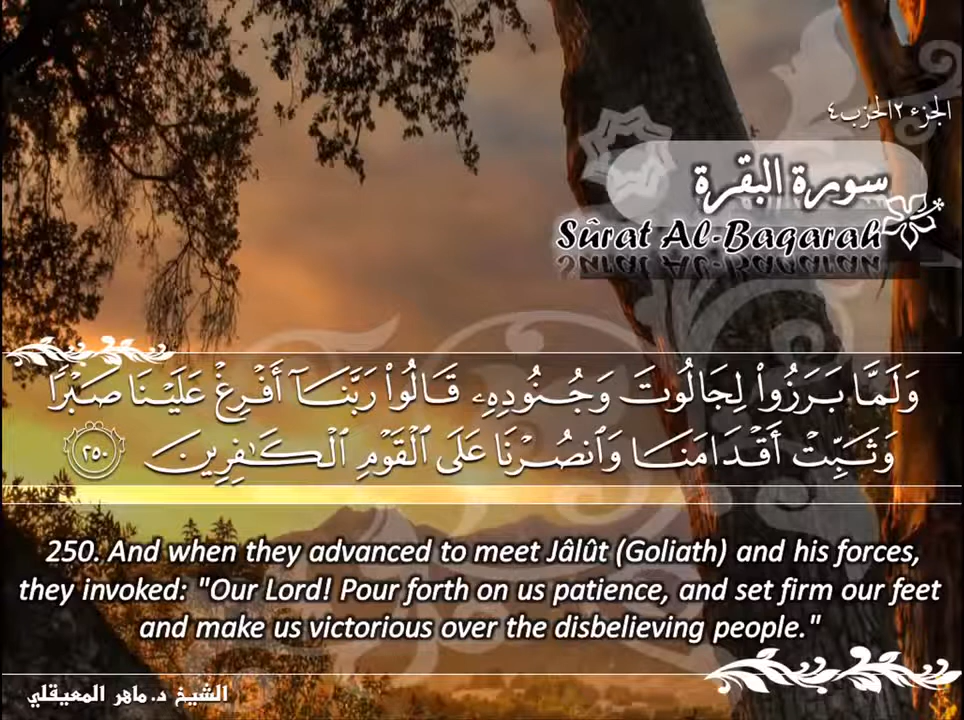 الجزء ٢ الحزب ٤
سورة البقرة
Sûrat Al-Baqarah
وَلَمَّا بَرَزُوا۟ لِجَالُوتَ وَجُنُودِهِۦ قَالُوا۟ رَبَّنَآ أَفْرِغْ عَلَيْنَا صَبْرًا
وَثَبِّتْ أَقْدَامَنَا وَٱنصُرْنَا عَلَى ٱلْقَوْمِ ٱلْكَـٰفِرِينَ ٢٥٠
250. And when they advanced to meet Jâlût (Goliath) and his forces,
they invoked: "Our Lord! Pour forth on us patience, and set firm our feet
and make us victorious over the disbelieving people."
الشيخ د. ماهر المعيقلي